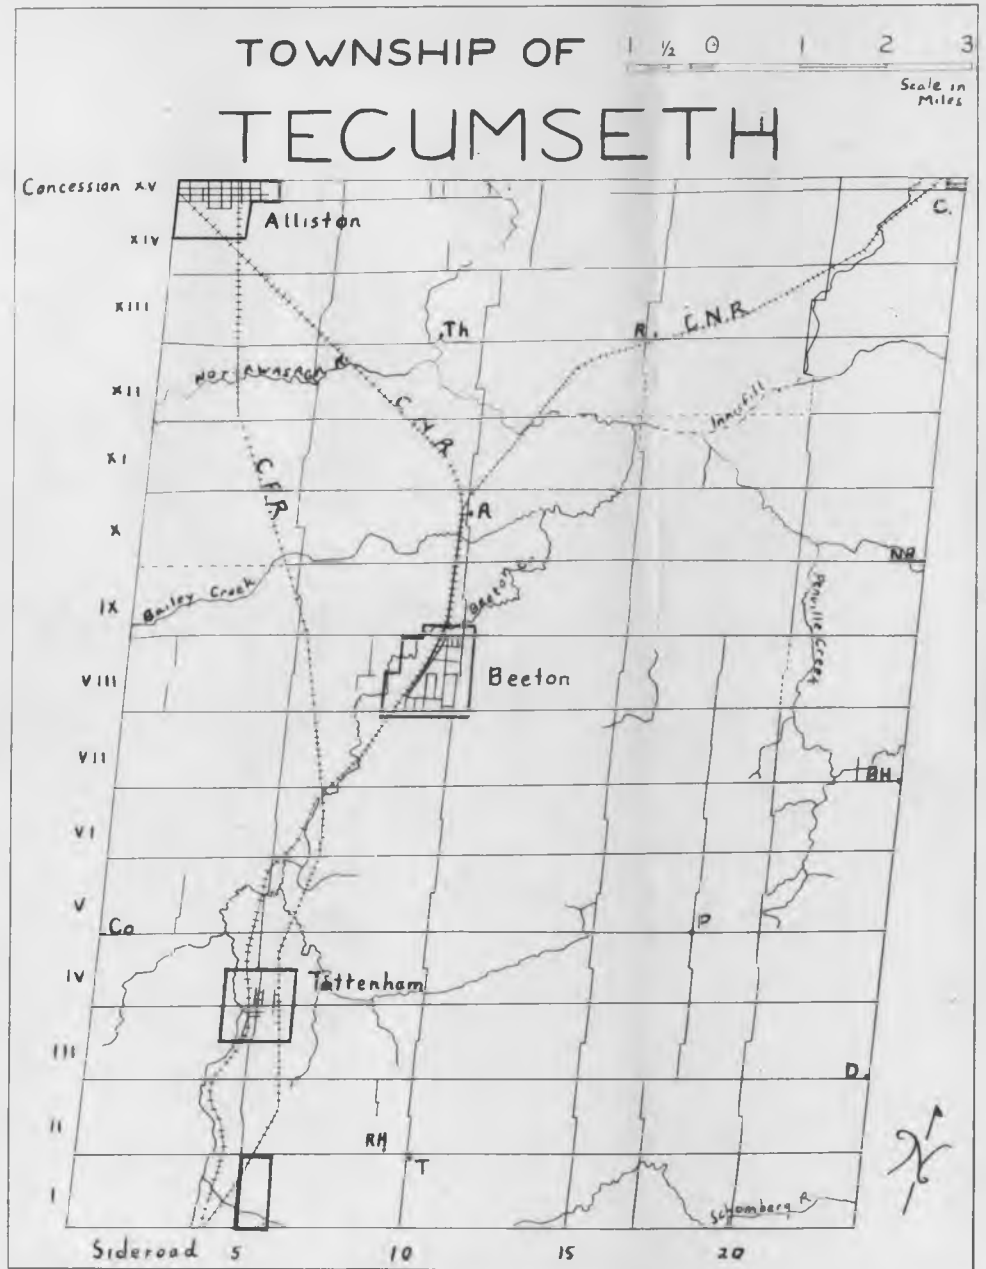 TOWNSHIP OF
TECUMSETH
1 ½ 0 1 2 3
Scale in
Miles
Concession XV
Alliston
C.
XIV
XIII
Th
R.
C.N.R.
NOTTAWASAGA R.
XII
C.N.R.
Innisfill
XI
C.P.R.
A
X
NR
Bailey Creek
Beeton C.
Penville Creek
IX
VIII
Beeton
VII
BH
VI
V
Co
P
IV
Tottenham
III
D.
II
RH
T
N
I
Schomberg R.
Sideroad 5 10 15 20